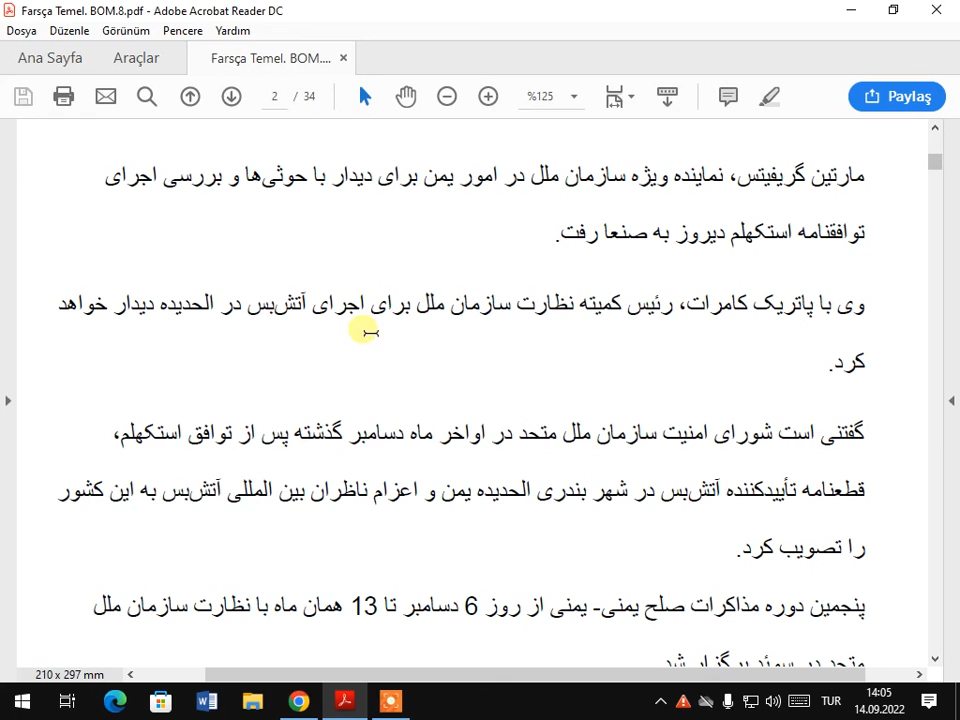 Farsça Temel. BOM.8.pdf - Adobe Acrobat Reader DC
Dosya Düzenle Görünüm Pencere Yardım
Ana Sayfa Araçlar Farsça Temel. BOM.... ×
2 / 34 %125 Paylaş
مارتین گریفیتس، نماینده ویژه سازمان ملل در امور یمن برای دیدار با حوثی‌ها و بررسی اجرای
توافقنامه استکهلم دیروز به صنعا رفت.
وی با پاتریک کامرات، رئیس کمیته نظارت سازمان ملل برای اجرای آتش‌بس در الحدیده دیدار خواهد
کرد.
گفتنی است شورای امنیت سازمان ملل متحد در اواخر ماه دسامبر گذشته پس از توافق استکهلم،
قطعنامه تأییدکننده آتش‌بس در شهر بندری الحدیده یمن و اعزام ناظران بین المللی آتش‌بس به این کشور
را تصویب کرد.
پنجمین دوره مذاکرات صلح یمنی- یمنی از روز 6 دسامبر تا 13 همان ماه با نظارت سازمان ملل
متحد در سوئد برگزار شد
210 x 297 mm
TUR 14:05
14.09.2022